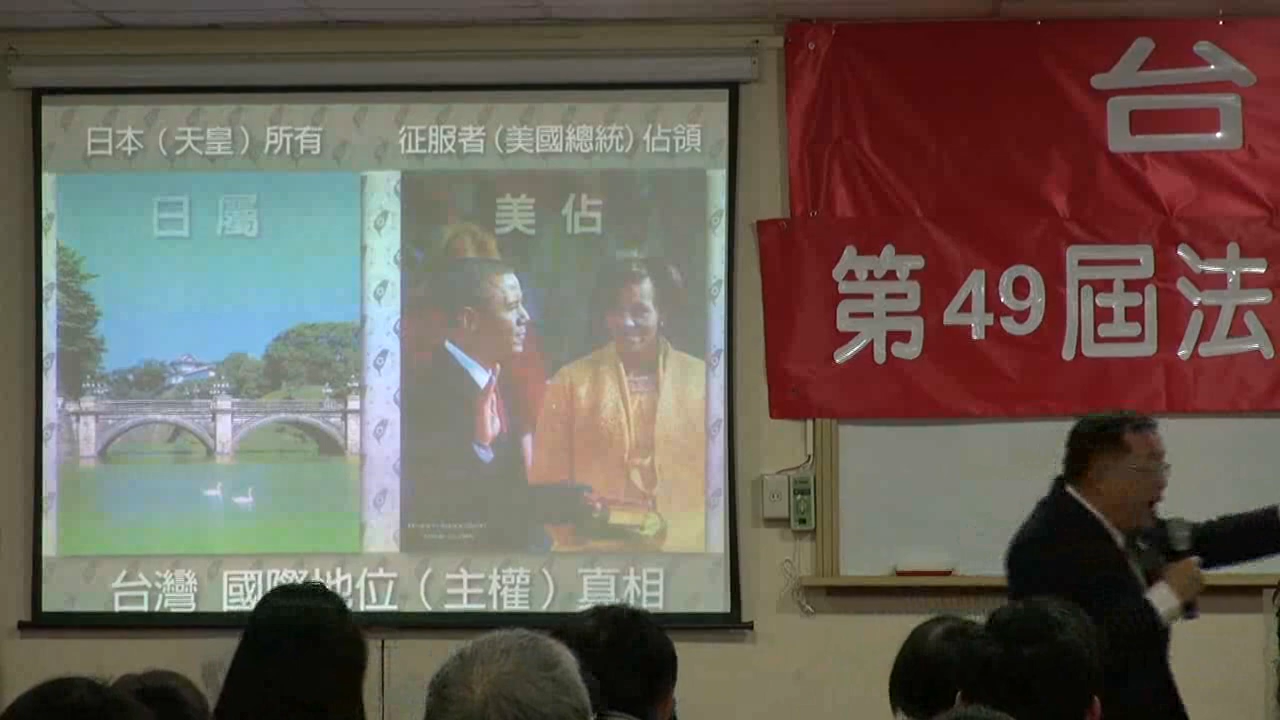 日本（天皇）所有
征服者（美國總統）佔領
日屬
美佔
台灣 國際地位（主權）真相
台
第49屆法